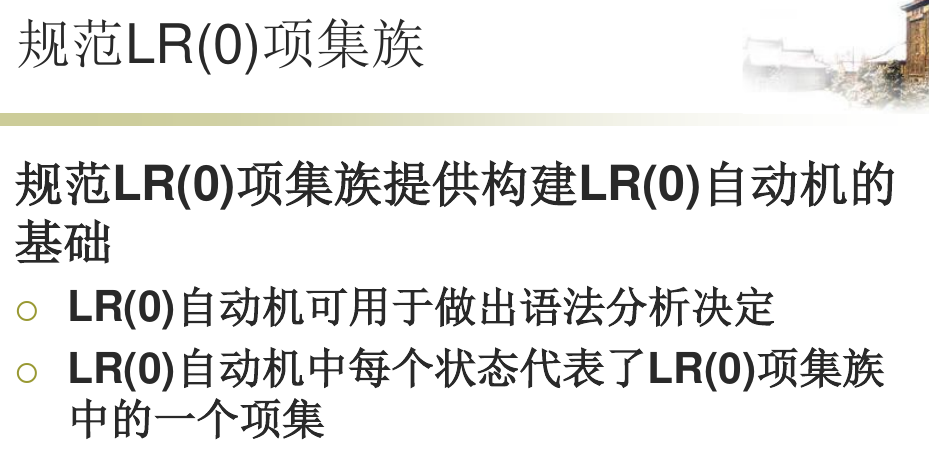 规范LR(0)项集族
规范LR(0)项集族提供构建LR(0)自动机的
基础
LR(0)自动机可用于做出语法分析决定
LR(0)自动机中每个状态代表了LR(0)项集族
中的一个项集